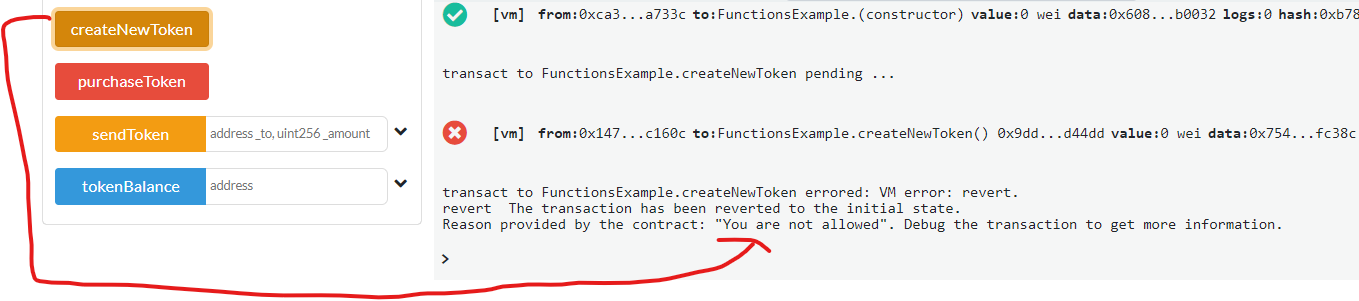 createNewToken
purchaseToken
sendToken address _to, uint256 _amount
tokenBalance address
[vm] from:0xca3...a733c to:FunctionsExample.(constructor) value:0 wei data:0x608...b0032 logs:0 hash:0xb78
transact to FunctionsExample.createNewToken pending ...
[vm] from:0x147...c160c to:FunctionsExample.createNewToken() 0x9dd...d44dd value:0 wei data:0x754...fc38c
transact to FunctionsExample.createNewToken errored: VM error: revert.
revert The transaction has been reverted to the initial state.
Reason provided by the contract: "You are not allowed". Debug the transaction to get more information.
>